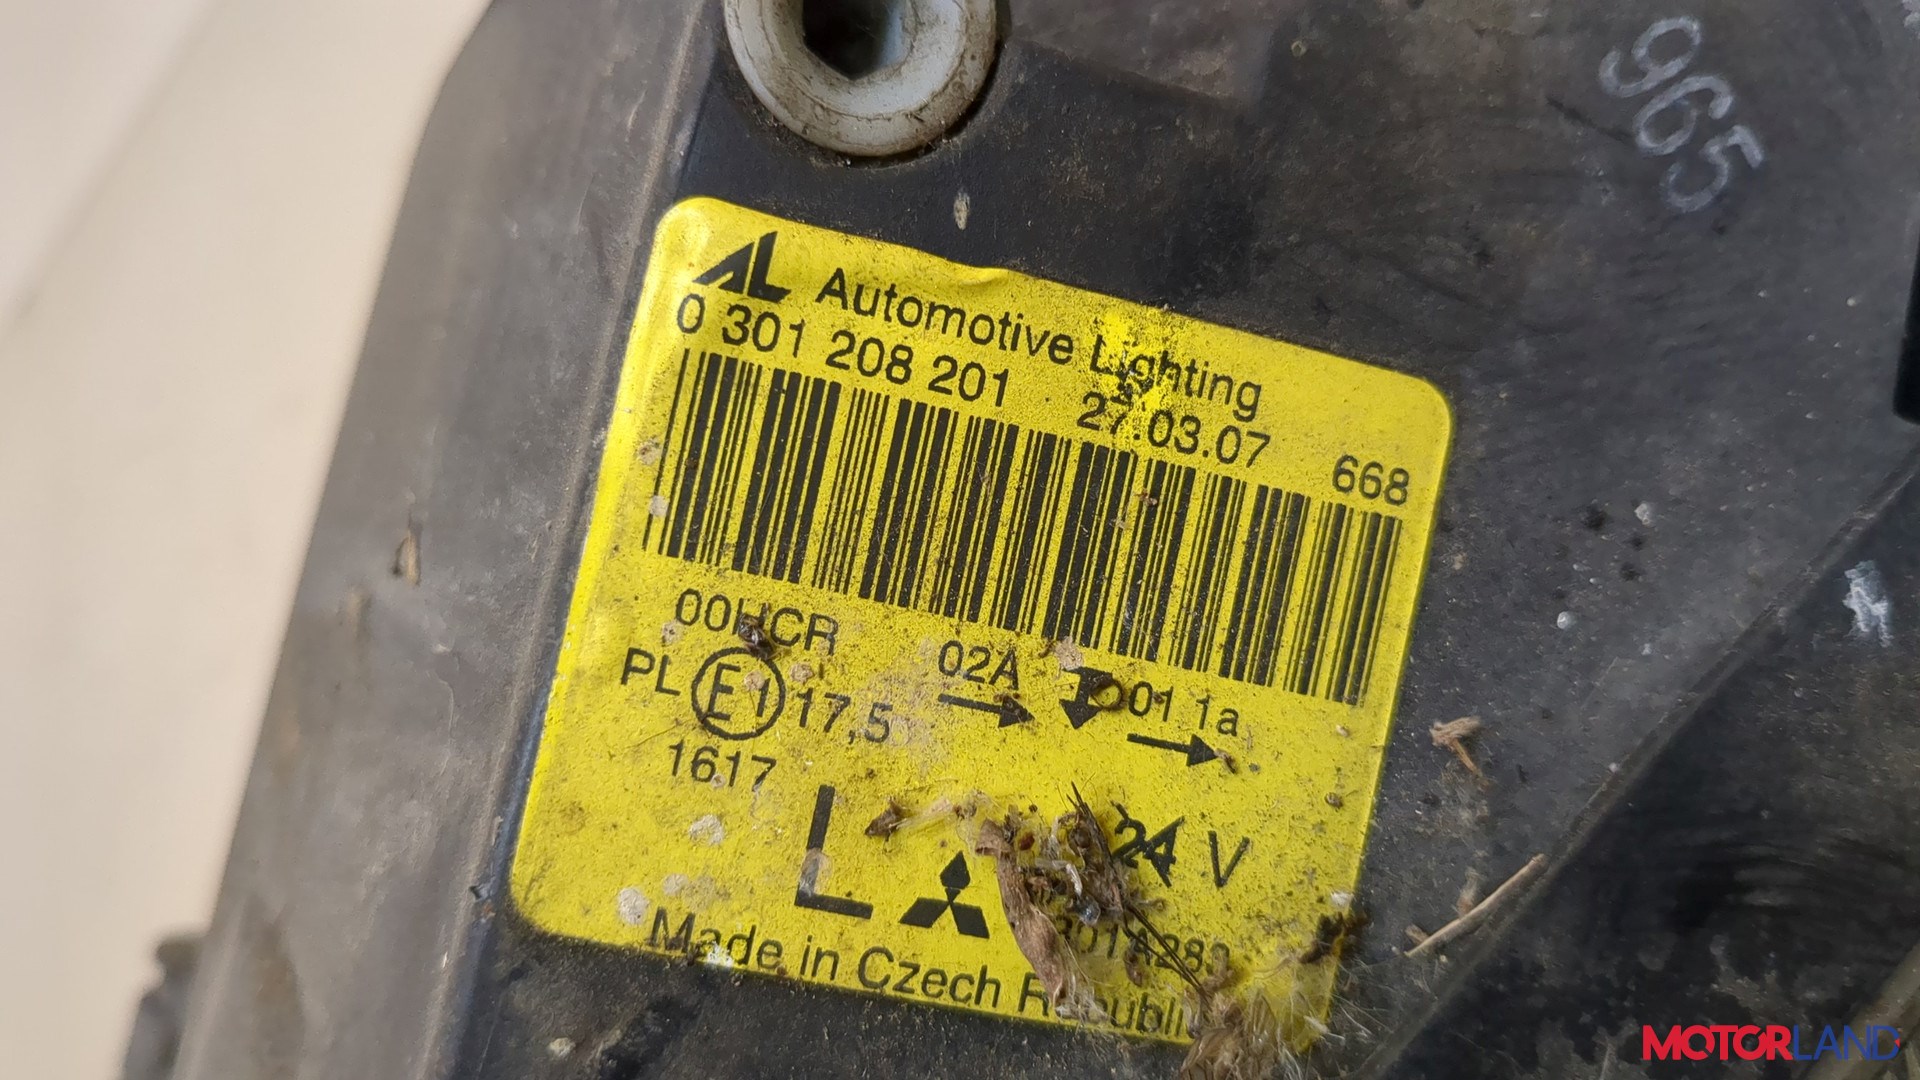 965
AL Automotive Lighting
0 301 208 201 27.03.07 668
00HCR 02A 01 1a
PL E1 17,5
1617
L 24 V
Made in Czech Republic
MOTORLAND